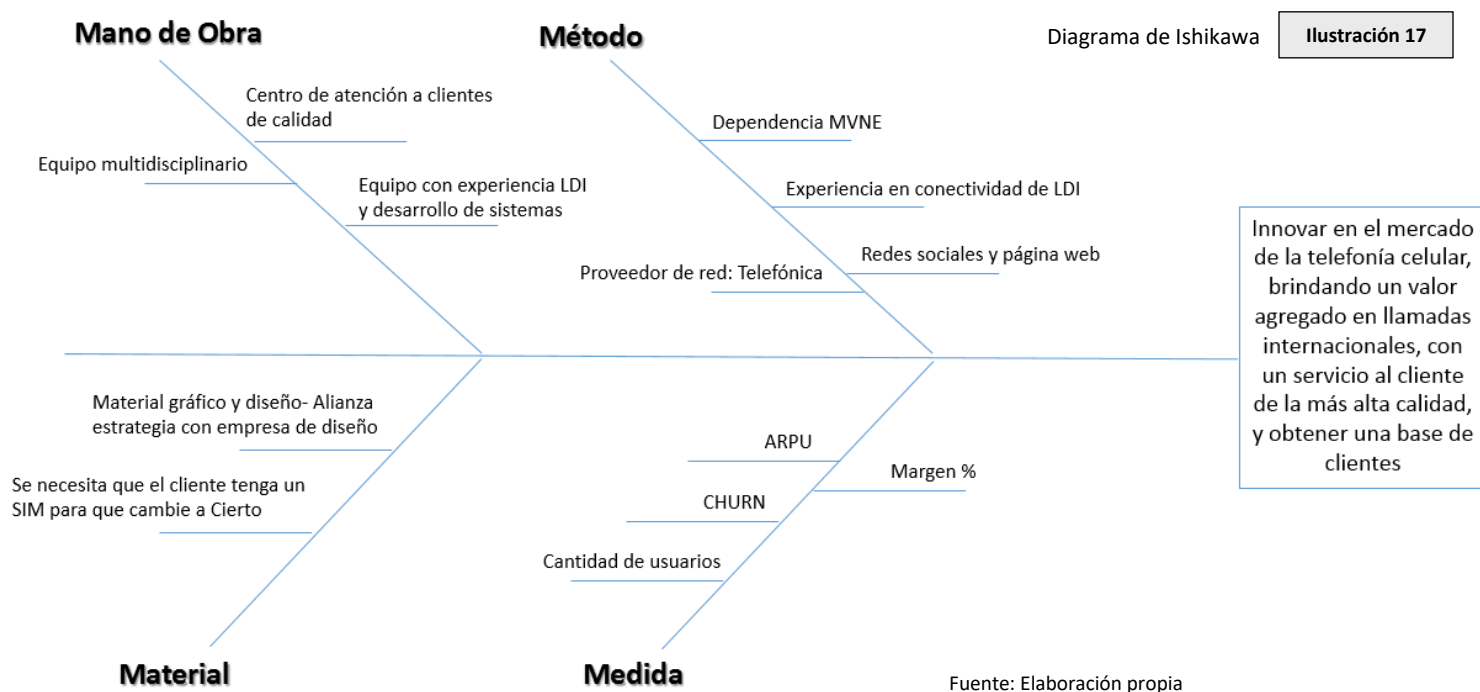 Mano de Obra
Método
Diagrama de Ishikawa
Ilustración 17
Centro de atención a clientes
de calidad
Equipo multidisciplinario
Equipo con experiencia LDI
y desarrollo de sistemas
Dependencia MVNE
Experiencia en conectividad de LDI
Redes sociales y página web
Proveedor de red: Telefónica
Innovar en el mercado
de la telefonía celular,
brindando un valor
agregado en llamadas
internacionales, con
un servicio al cliente
de la más alta calidad,
y obtener una base de
clientes
Material gráfico y diseño- Alianza
estrategia con empresa de diseño
Se necesita que el cliente tenga un
SIM para que cambie a Cierto
ARPU
Margen %
CHURN
Cantidad de usuarios
Material
Medida
Fuente: Elaboración propia